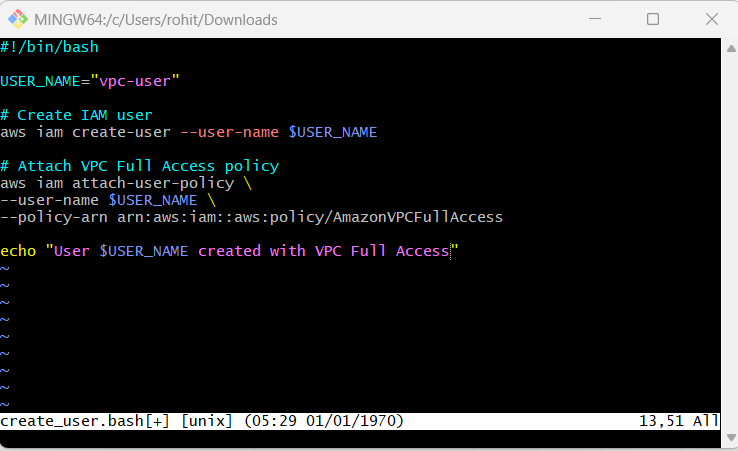 MINGW64:/c/Users/rohit/Downloads
#!/bin/bash
USER_NAME="vpc-user"
# Create IAM user
aws iam create-user --user-name $USER_NAME
# Attach VPC Full Access policy
aws iam attach-user-policy \
--user-name $USER_NAME \
--policy-arn arn:aws:iam::aws:policy/AmazonVPCFullAccess
echo "User $USER_NAME created with VPC Full Access"
~
~
~
~
~
~
~
~
~
create_user.bash[+] [unix] (05:29 01/01/1970) 13,51 All